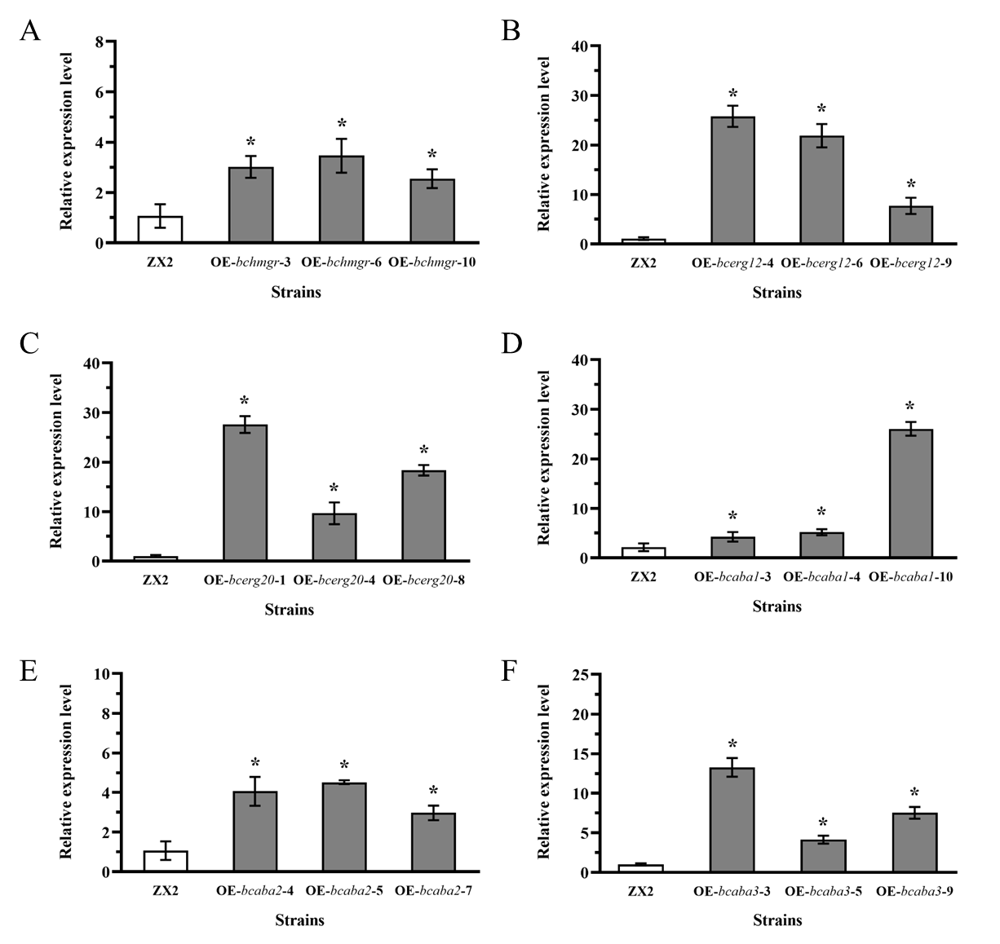 A
Relative expression level
8
6
4
2
0
* * *
ZX2 OE-bchmgr-3 OE-bchmgr-6 OE-bchmgr-10
Strains
B
Relative expression level
40
30
20
10
0
* * *
ZX2 OE-bcerg12-4 OE-bcerg12-6 OE-bcerg12-9
Strains
C
Relative expression level
40
30
20
10
0
* * *
ZX2 OE-bcerg20-1 OE-bcerg20-4 OE-bcerg20-8
Strains
D
Relative expression level
40
30
20
10
0
* * *
ZX2 OE-bcaba1-3 OE-bcaba1-4 OE-bcaba1-10
Strains
E
Relative expression level
10
8
6
4
2
0
* * *
ZX2 OE-bcaba2-4 OE-bcaba2-5 OE-bcaba2-7
Strains
F
Relative expression level
25
20
15
10
5
0
* * *
ZX2 OE-bcaba3-3 OE-bcaba3-5 OE-bcaba3-9
Strains